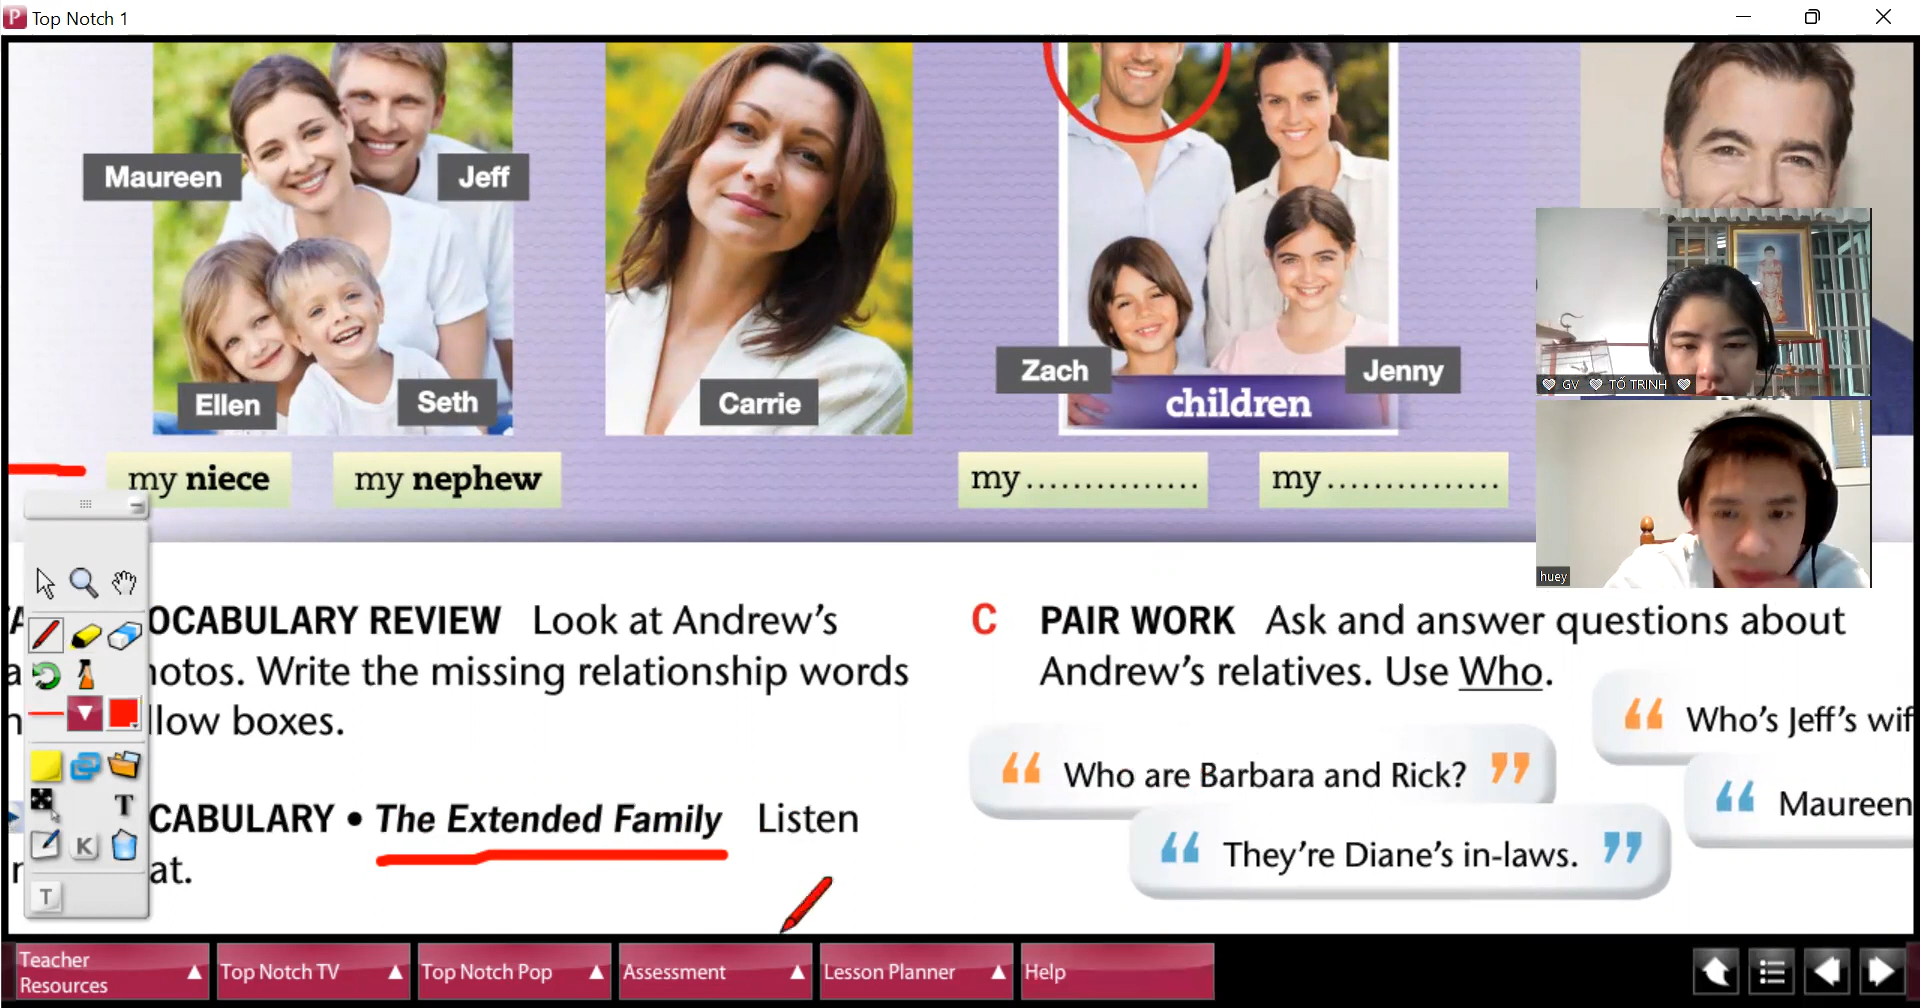 Top Notch 1
Maureen
Jeff
Ellen
Seth
Carrie
Zach
Jenny
children
my niece
my nephew
my ...............
my ...............
GV TỐ TRINH
huey
OCABULARY REVIEW Look at Andrew's
hotos. Write the missing relationship words
llow boxes.
CABULARY • The Extended Family Listen
at.
C PAIR WORK Ask and answer questions about
Andrew's relatives. Use Who.
“ Who's Jeff's wif
“ Who are Barbara and Rick? ”
“ Maureen
“ They're Diane's in-laws. ”
T
K
T
Teacher
Resources
Top Notch TV
Top Notch Pop
Assessment
Lesson Planner
Help